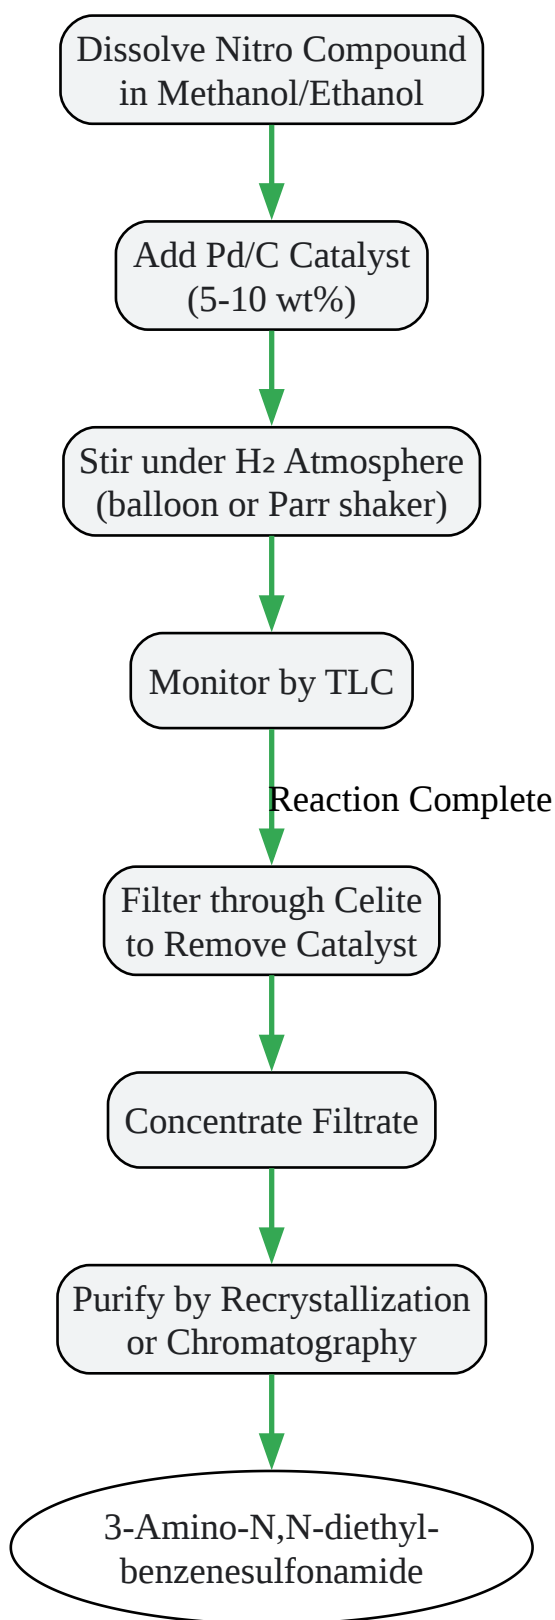 Dissolve Nitro Compound
in Methanol/Ethanol
Add Pd/C Catalyst
(5-10 wt%)
Stir under H₂ Atmosphere
(balloon or Parr shaker)
Monitor by TLC
Reaction Complete
Filter through Celite
to Remove Catalyst
Concentrate Filtrate
Purify by Recrystallization
or Chromatography
3-Amino-N,N-diethyl-
benzenesulfonamide